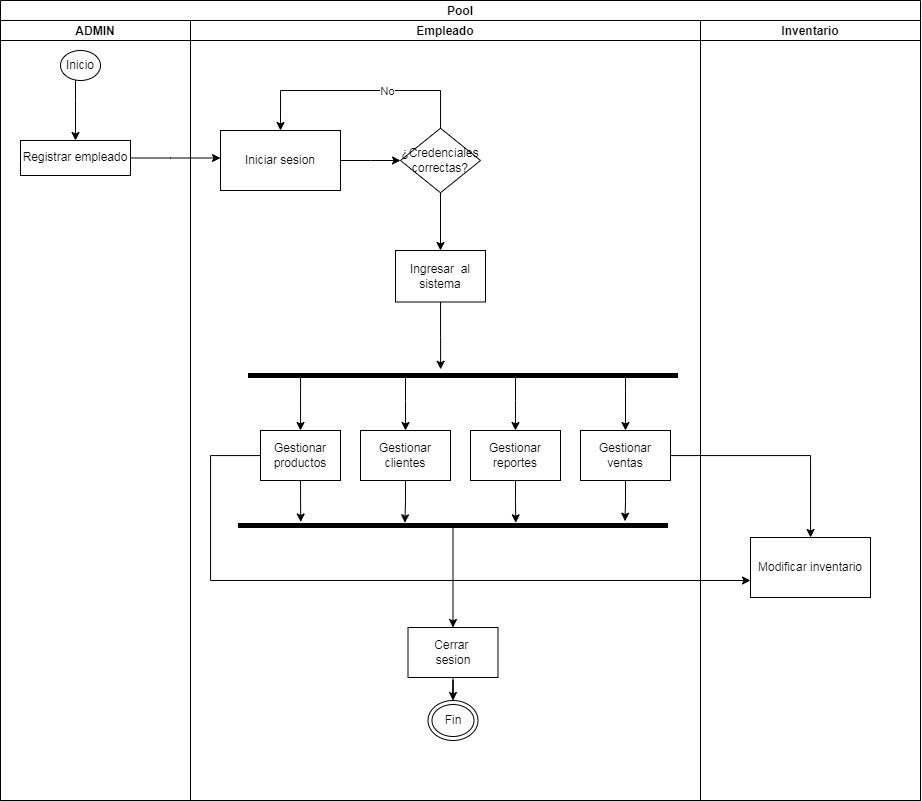 Pool
ADMIN
Empleado
Inventario
Inicio
No
Registrar empleado
Iniciar sesion
¿Credenciales
correctas?
Ingresar al
sistema
Gestionar
productos
Gestionar
clientes
Gestionar
reportes
Gestionar
ventas
Modificar inventario
Cerrar
sesion
Fin